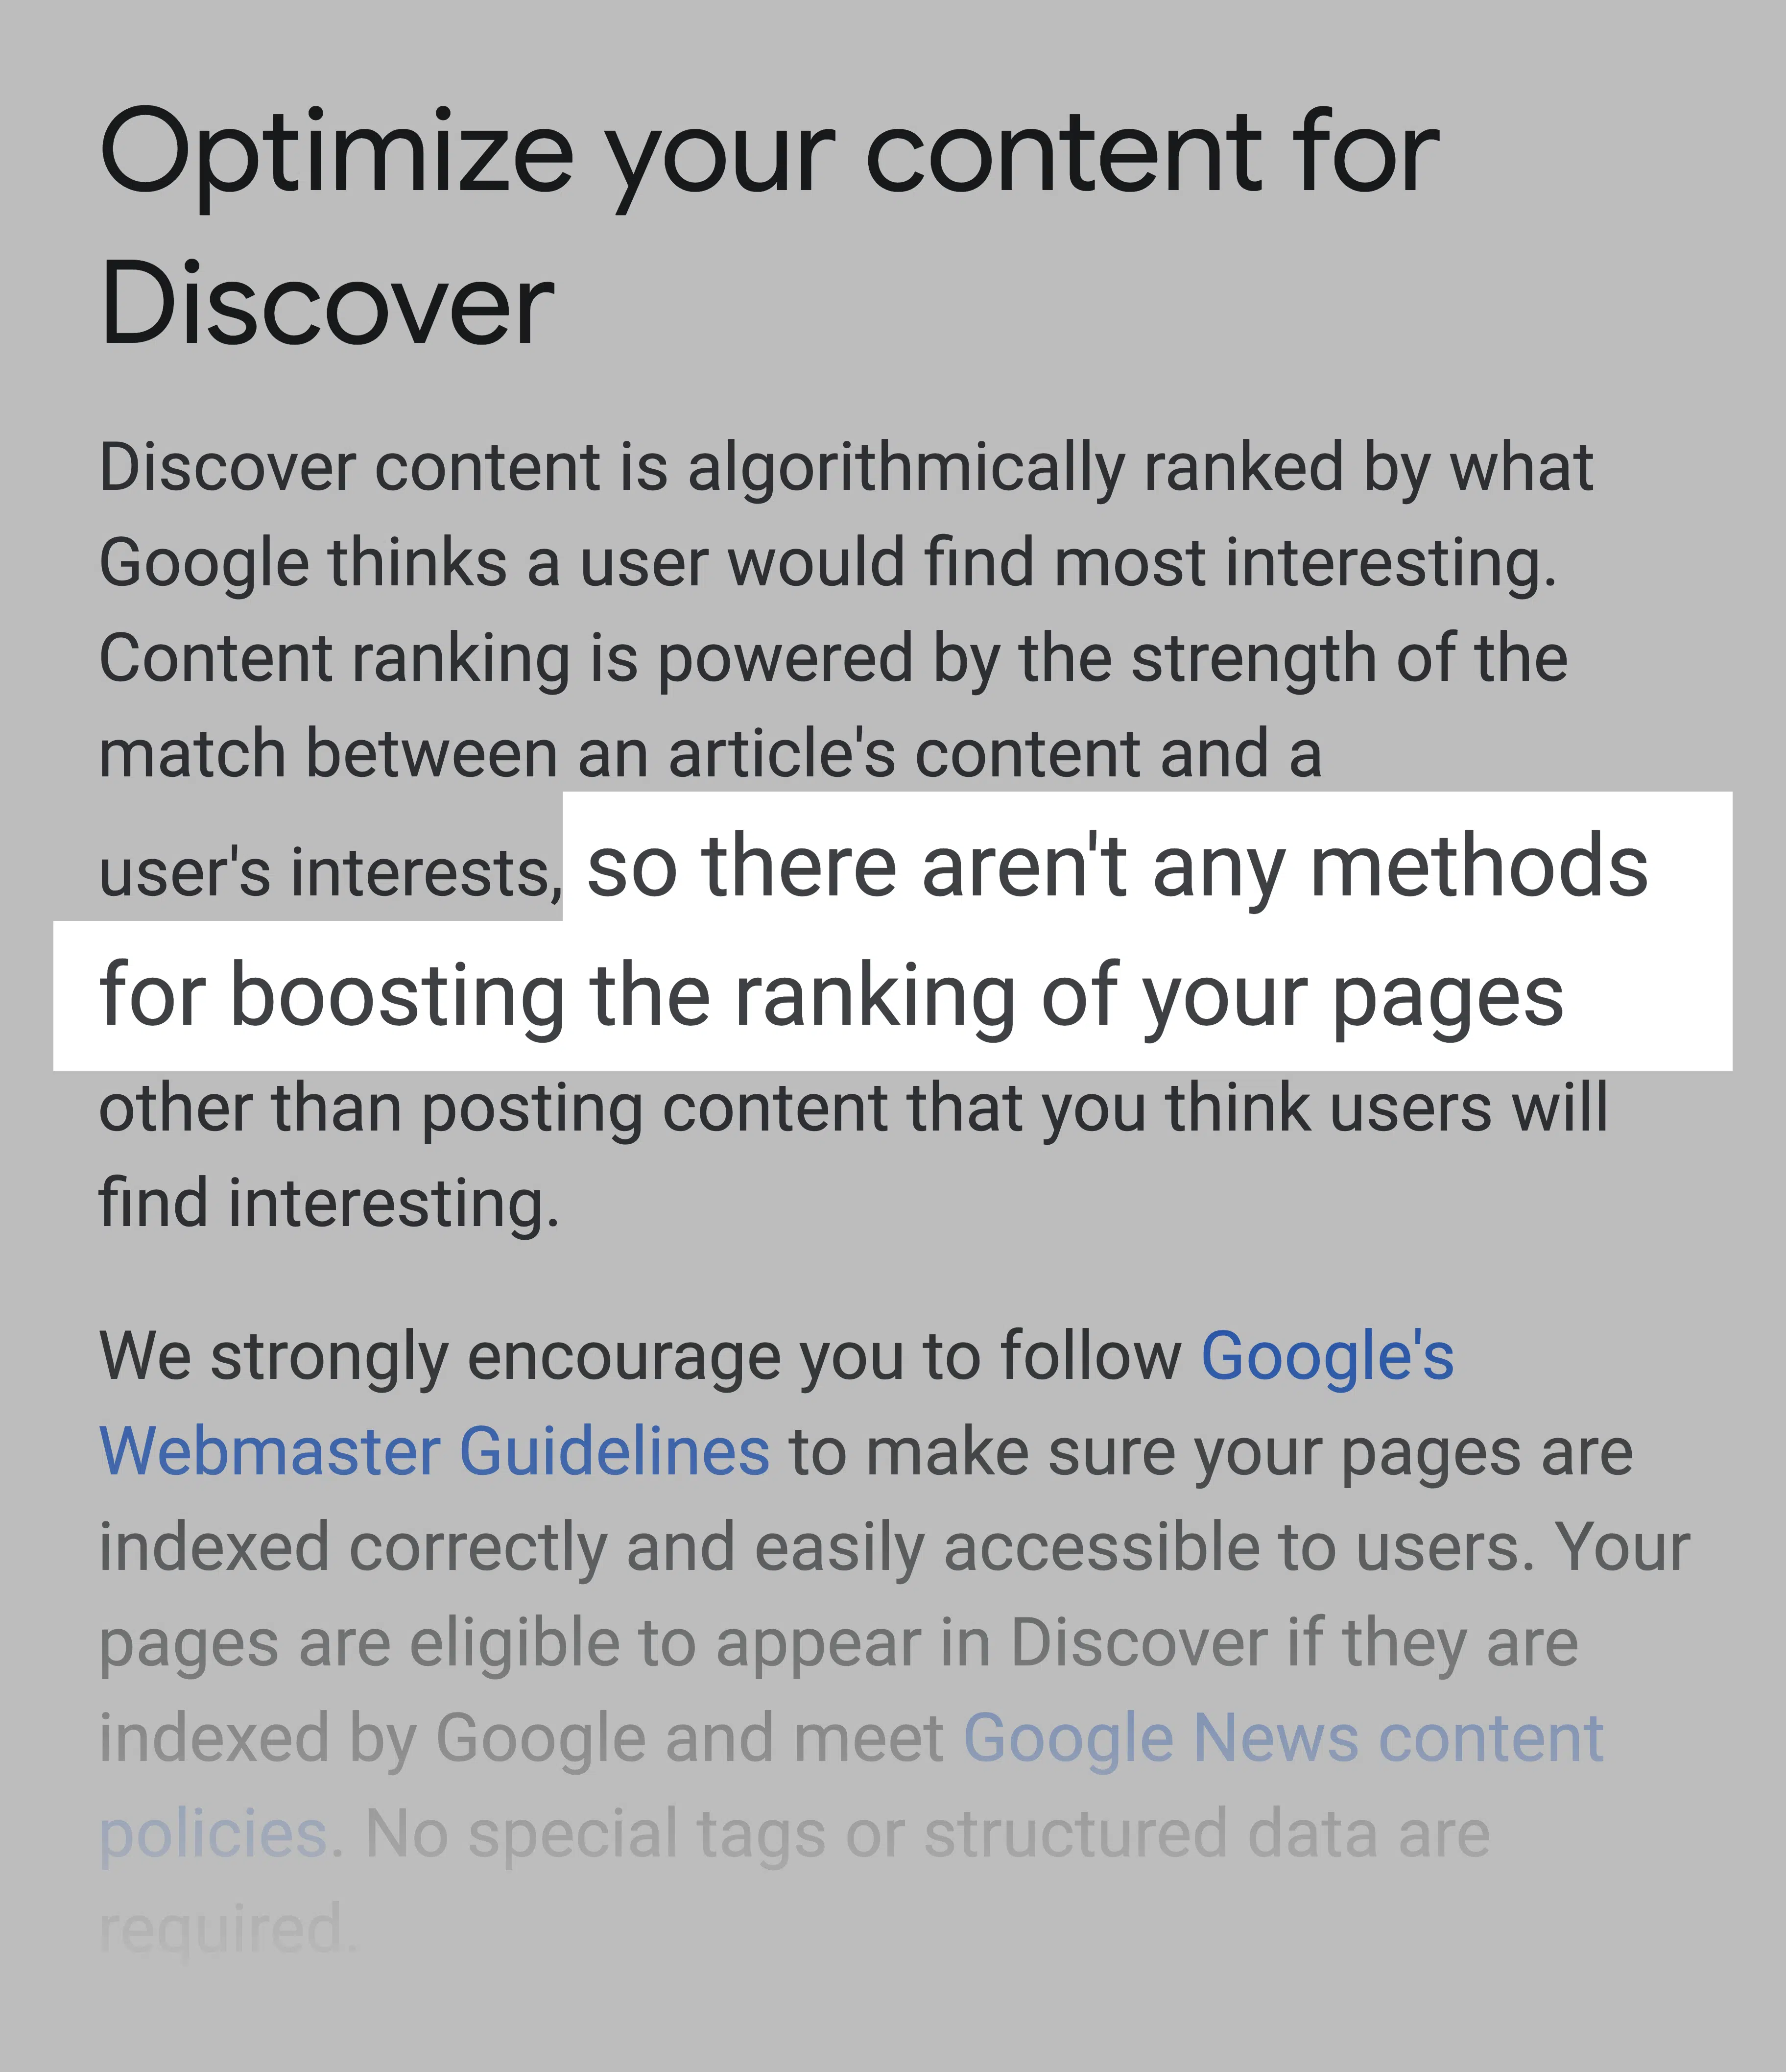 Optimize your content for
Discover
Discover content is algorithmically ranked by what
Google thinks a user would find most interesting.
Content ranking is powered by the strength of the
match between an article's content and a
user's interests, so there aren't any methods
for boosting the ranking of your pages
other than posting content that you think users will
find interesting.
We strongly encourage you to follow Google's
Webmaster Guidelines to make sure your pages are
indexed correctly and easily accessible to users. Your
pages are eligible to appear in Discover if they are
indexed by Google and meet Google News content
policies. No special tags or structured data are
required.